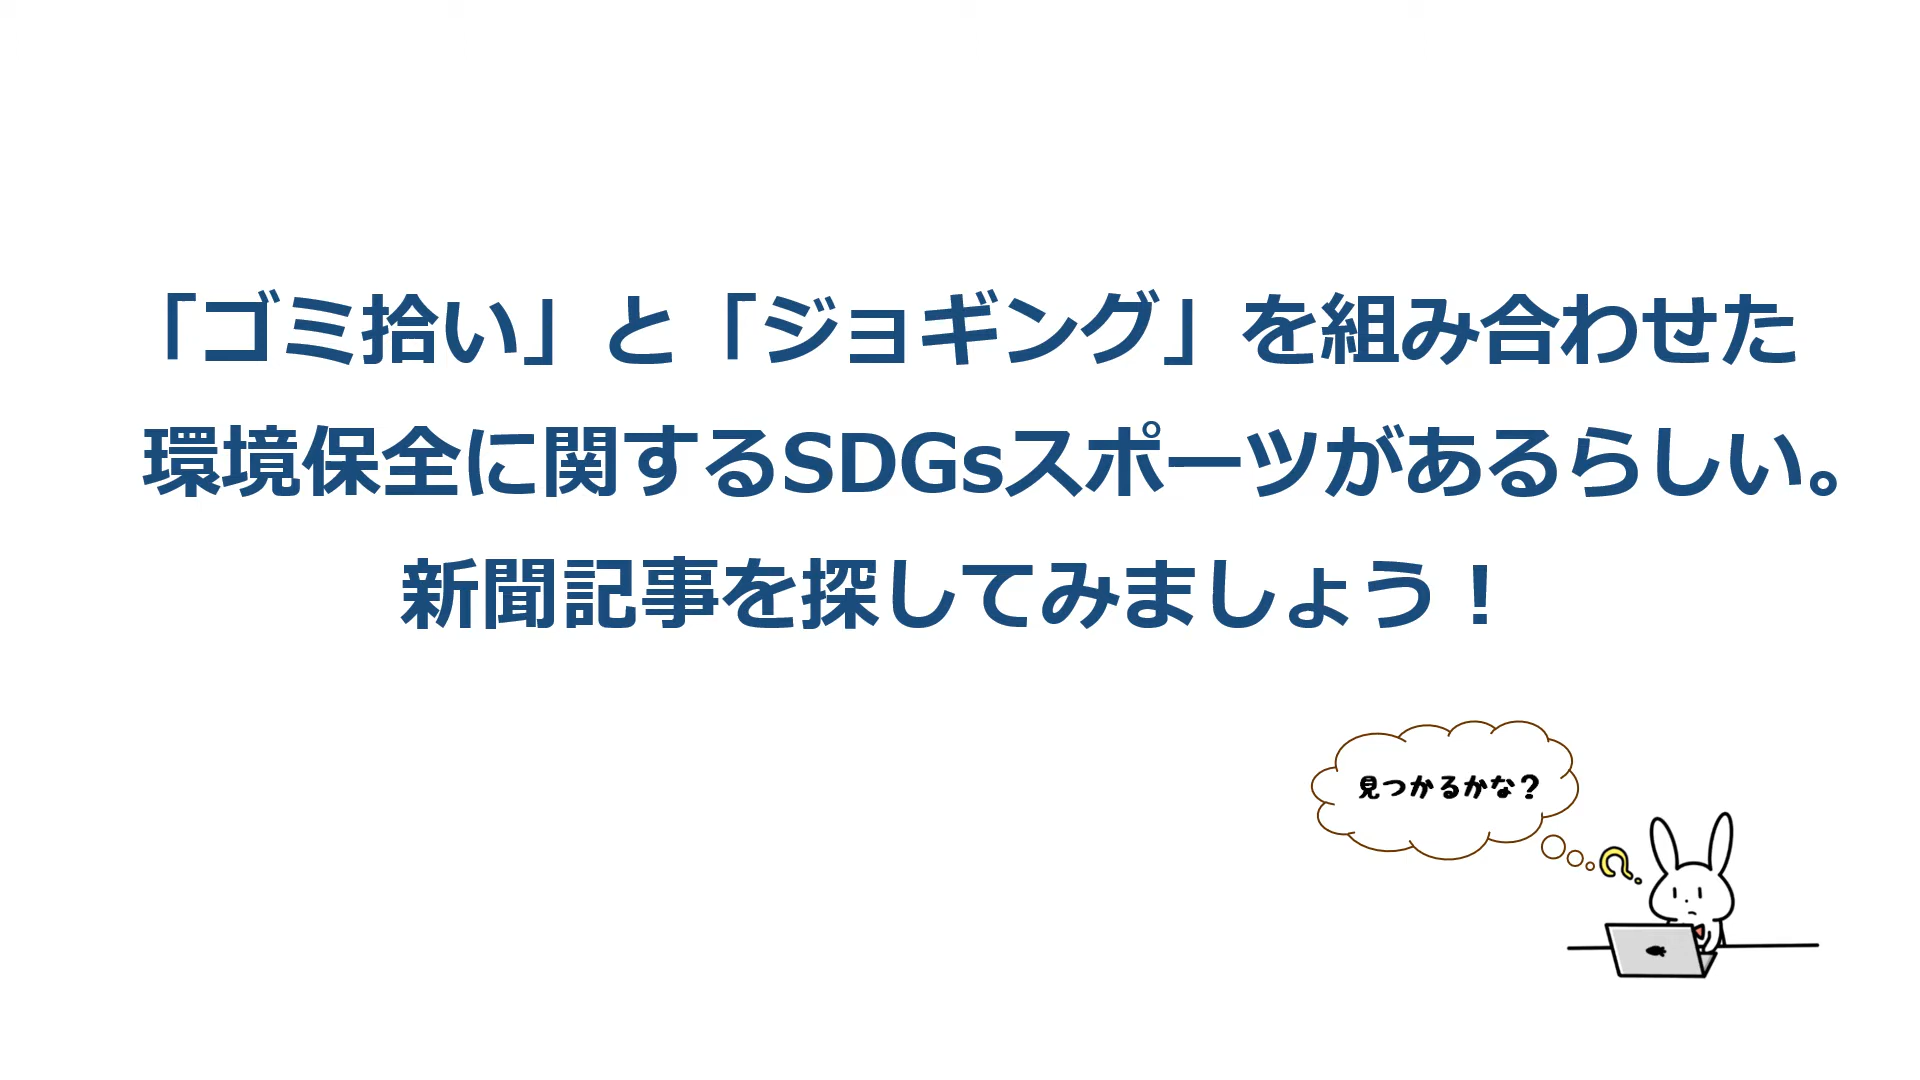 「ゴミ拾い」と「ジョギング」を組み合わせた
環境保全に関するSDGsスポーツがあるらしい。
新聞記事を探してみましょう！
見つかるかな？